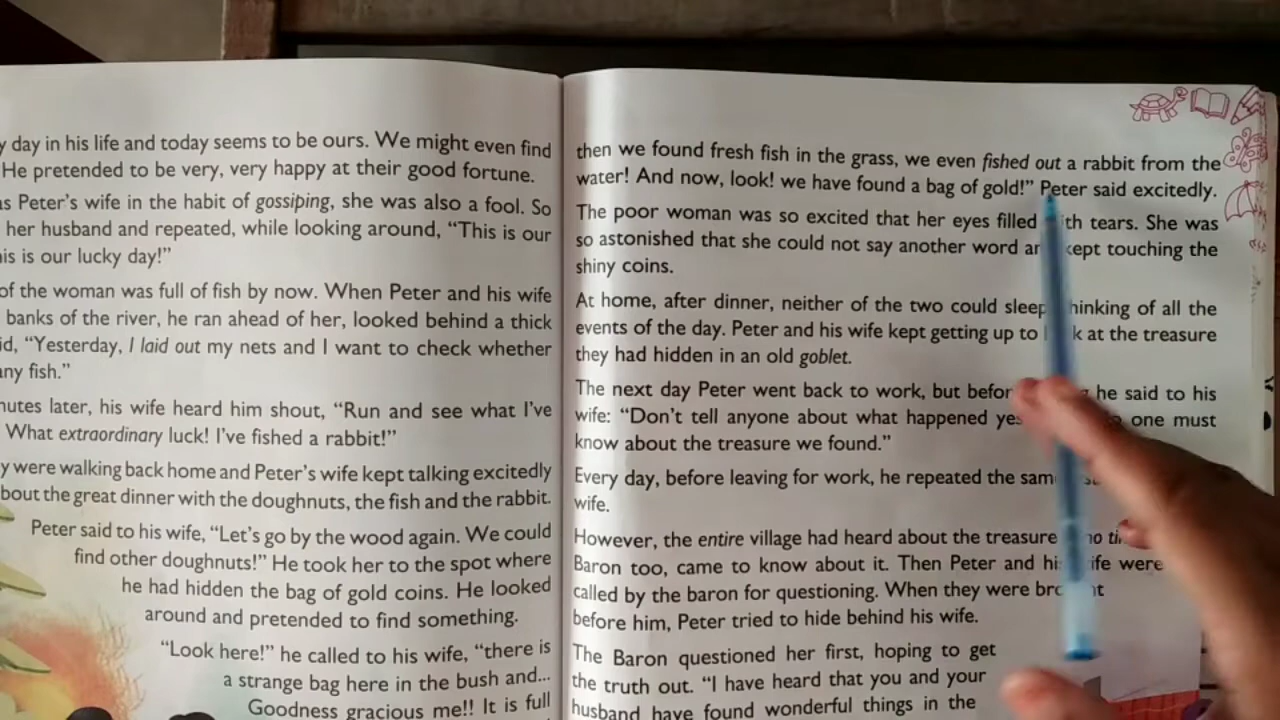 y day in his life and today seems to be ours. We might even find
He pretended to be very, very happy at their good fortune.
as Peter's wife in the habit of gossiping, she was also a fool. So
her husband and repeated, while looking around, "This is our
is is our lucky day!"
of the woman was full of fish by now. When Peter and his wife
banks of the river, he ran ahead of her, looked behind a thick
id, "Yesterday, I laid out my nets and I want to check whether
any fish."
nutes later, his wife heard him shout, "Run and see what I've
What extraordinary luck! I've fished a rabbit!"
y were walking back home and Peter's wife kept talking excitedly
bout the great dinner with the doughnuts, the fish and the rabbit.
Peter said to his wife, "Let's go by the wood again. We could
find other doughnuts!" He took her to the spot where
he had hidden the bag of gold coins. He looked
around and pretended to find something.
"Look here!" he called to his wife, "there is
a strange bag here in the bush and...
Goodness gracious me!! It is full
then we found fresh fish in the grass, we even fished out a rabbit from the
water! And now, look! we have found a bag of gold!" Peter said excitedly.
The poor woman was so excited that her eyes filled with tears. She was
so astonished that she could not say another word and kept touching the
shiny coins.
At home, after dinner, neither of the two could sleep thinking of all the
events of the day. Peter and his wife kept getting up to look at the treasure
they had hidden in an old goblet.
The next day Peter went back to work, but before he said to his
wife: "Don't tell anyone about what happened one must
know about the treasure we found."
Every day, before leaving for work, he repeated the same
wife.
However, the entire village had heard about the treasure no
Baron too, came to know about it. Then Peter and his wife were
called by the baron for questioning. When they were brought
before him, Peter tried to hide behind his wife.
The Baron questioned her first, hoping to get
the truth out. "I have heard that you and your
husband have found wonderful things in the